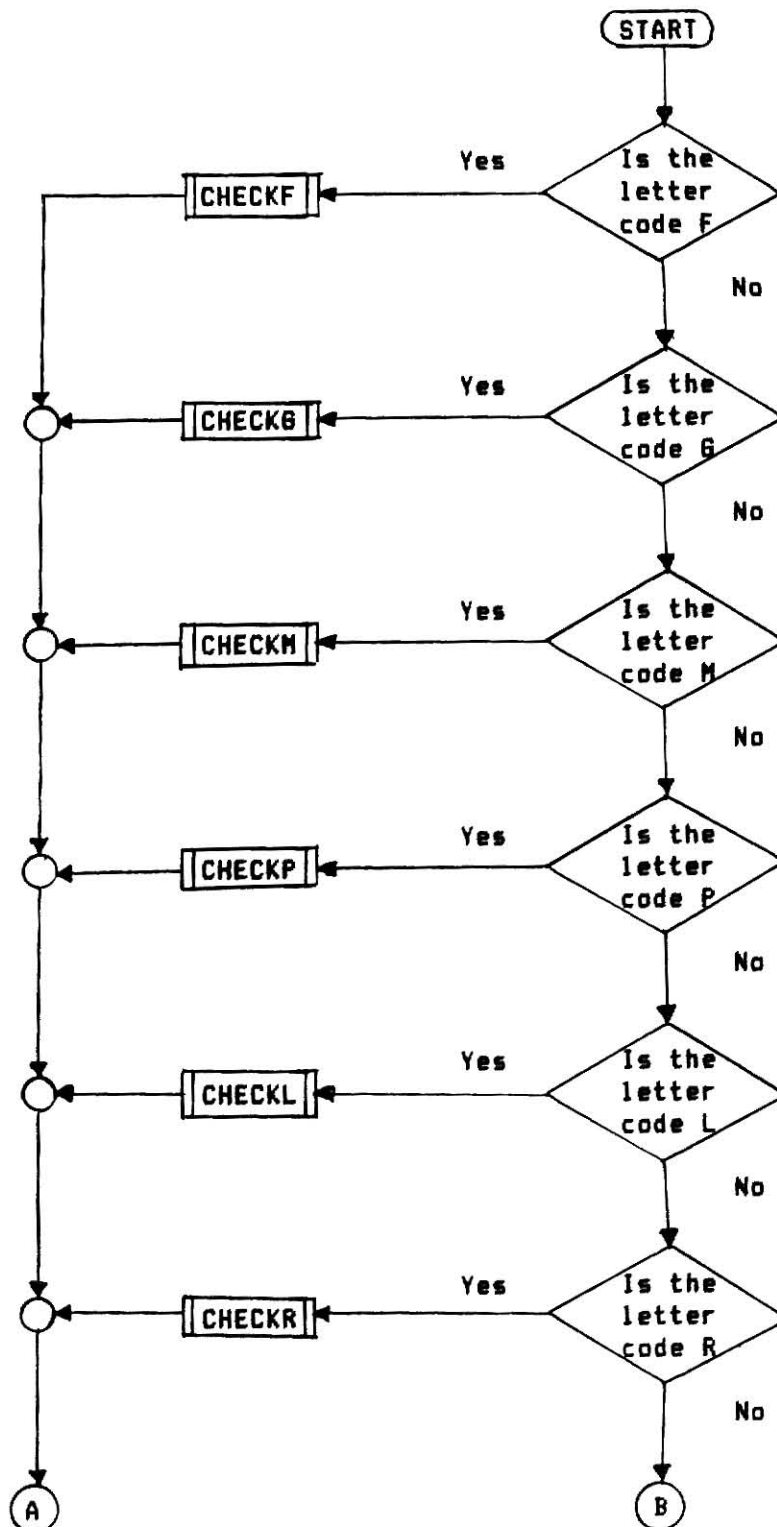 START
Is the
letter
code F
Yes
CHECKF
No
Is the
letter
code G
Yes
CHECKG
No
Is the
letter
code M
Yes
CHECKM
No
Is the
letter
code P
Yes
CHECKP
No
Is the
letter
code L
Yes
CHECKL
No
Is the
letter
code R
Yes
CHECKR
No
A
B